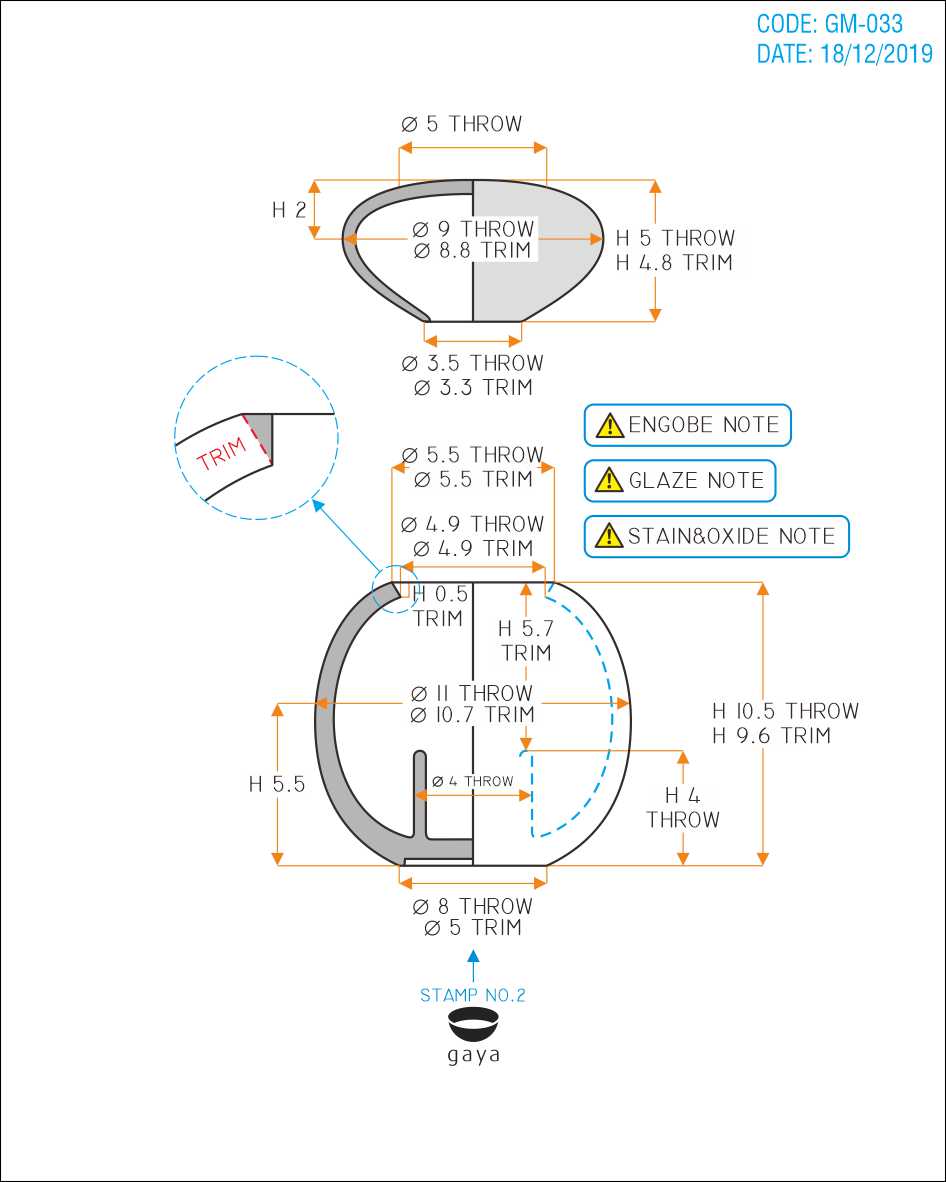 CODE: GM-033
DATE: 18/12/2019
Ø 5 THROW
H 2
Ø 9 THROW
Ø 8.8 TRIM
H 5 THROW
H 4.8 TRIM
Ø 3.5 THROW
Ø 3.3 TRIM
TRIM
ENGOBE NOTE
GLAZE NOTE
STAIN&OXIDE NOTE
Ø 5.5 THROW
Ø 5.5 TRIM
Ø 4.9 THROW
Ø 4.9 TRIM
H 0.5
TRIM
H 5.7
TRIM
Ø 11 THROW
Ø 10.7 TRIM
H 10.5 THROW
H 9.6 TRIM
H 5.5
Ø 4 THROW
H 4
THROW
Ø 8 THROW
Ø 5 TRIM
STAMP NO.2
gaya